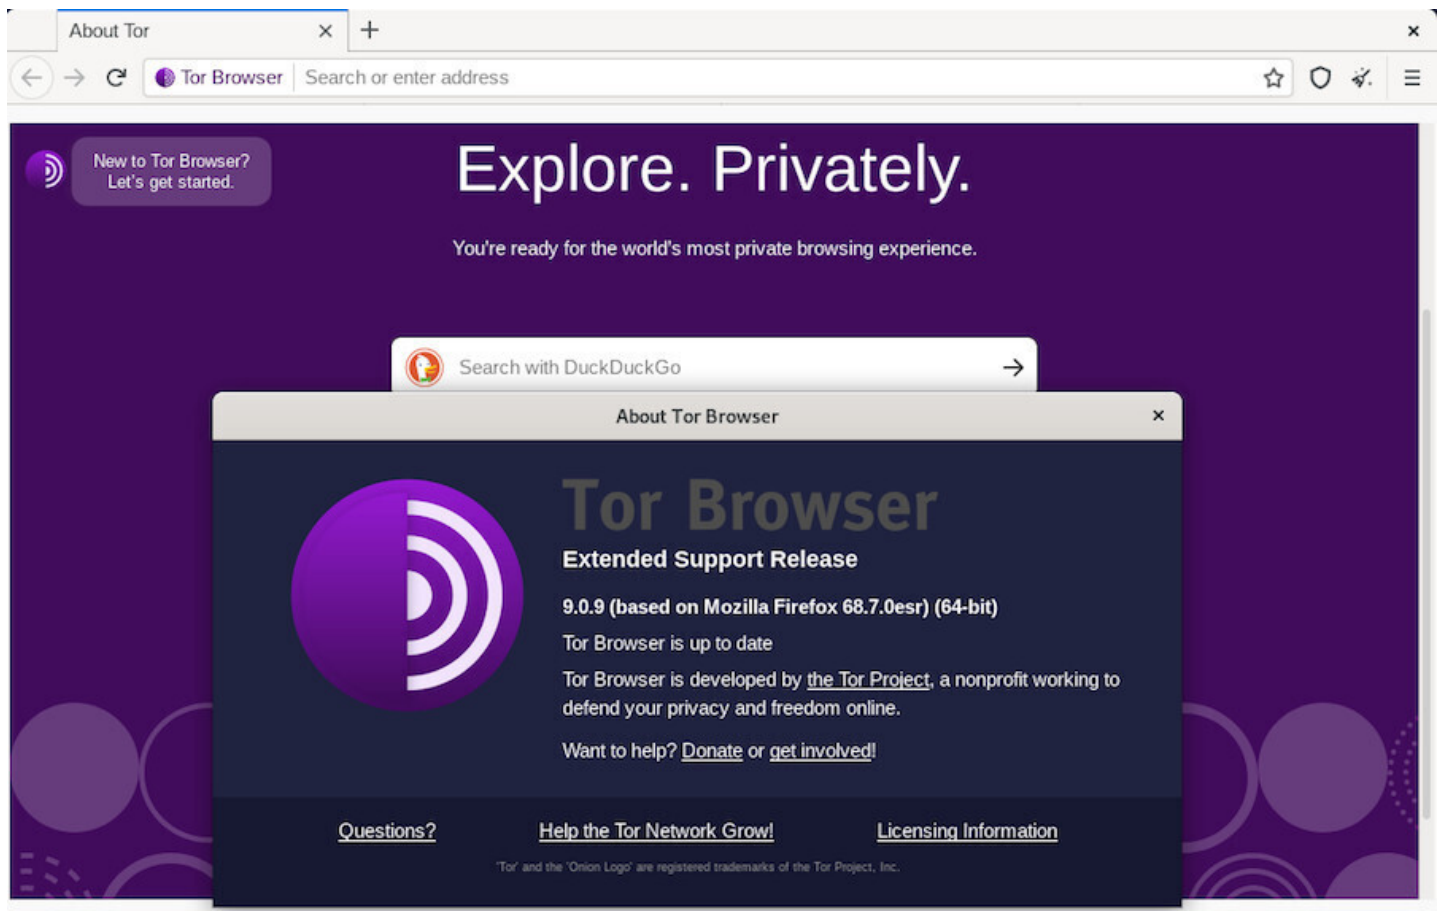 About Tor
Tor Browser
Search or enter address
New to Tor Browser?
Let's get started.
Explore. Privately.
You're ready for the world's most private browsing experience.
Search with DuckDuckGo
About Tor Browser
Tor Browser
Extended Support Release
9.0.9 (based on Mozilla Firefox 68.7.0esr) (64-bit)
Tor Browser is up to date
Tor Browser is developed by the Tor Project, a nonprofit working to
defend your privacy and freedom online.
Want to help? Donate or get involved!
Questions? Help the Tor Network Grow! Licensing Information
'Tor' and the 'Onion Logo' are registered trademarks of the Tor Project, Inc.